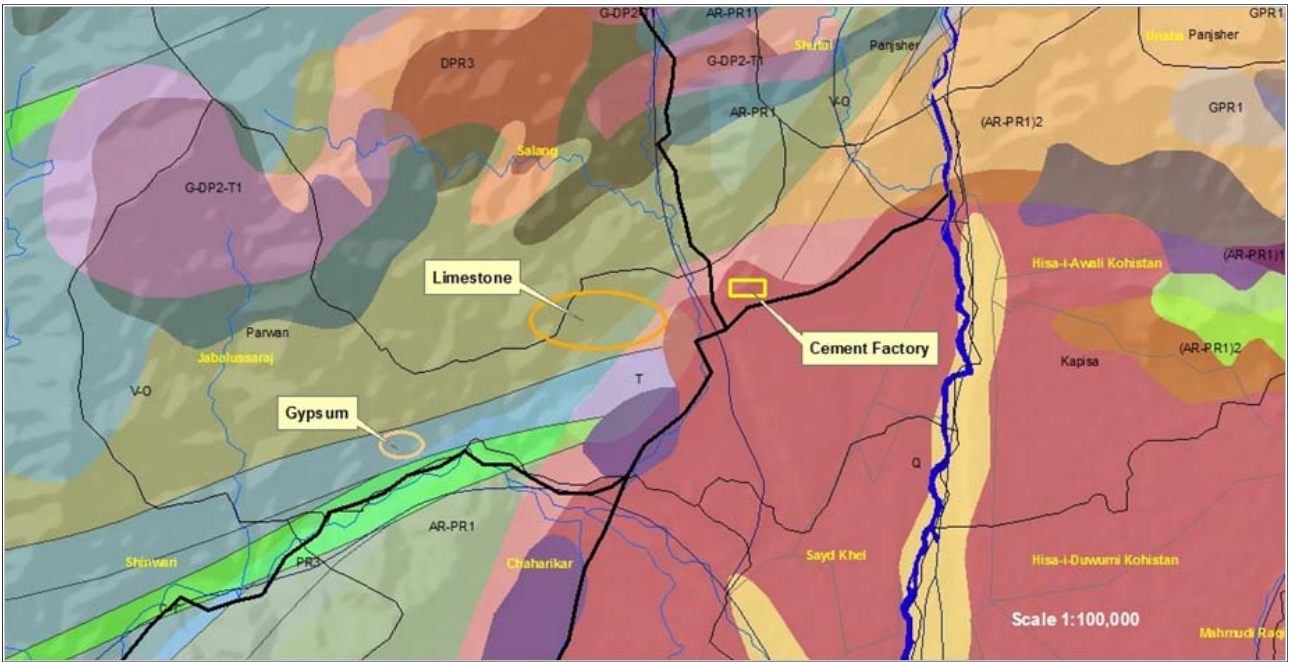 G-DP2-T1
AR-PR1
GPR1
Shutul
Panjsher
Unaba
Panjsher
DPR3
G-DP2-T1
V-O
GPR1
AR-PR1
(AR-PR1)2
Salang
G-DP2-T1
Limestone
Hisa-i-Awali Kohistan
(AR-PR1)1
Parwan
Jabalussaraj
Cement Factory
(AR-PR1)2
Kapisa
V-O
T
Gypsum
Q
AR-PR1
Shinwari
PR3
Chaharikar
Sayd Khel
Hisa-i-Duwumi Kohistan
Scale 1:100,000
Mahmudi Raqi